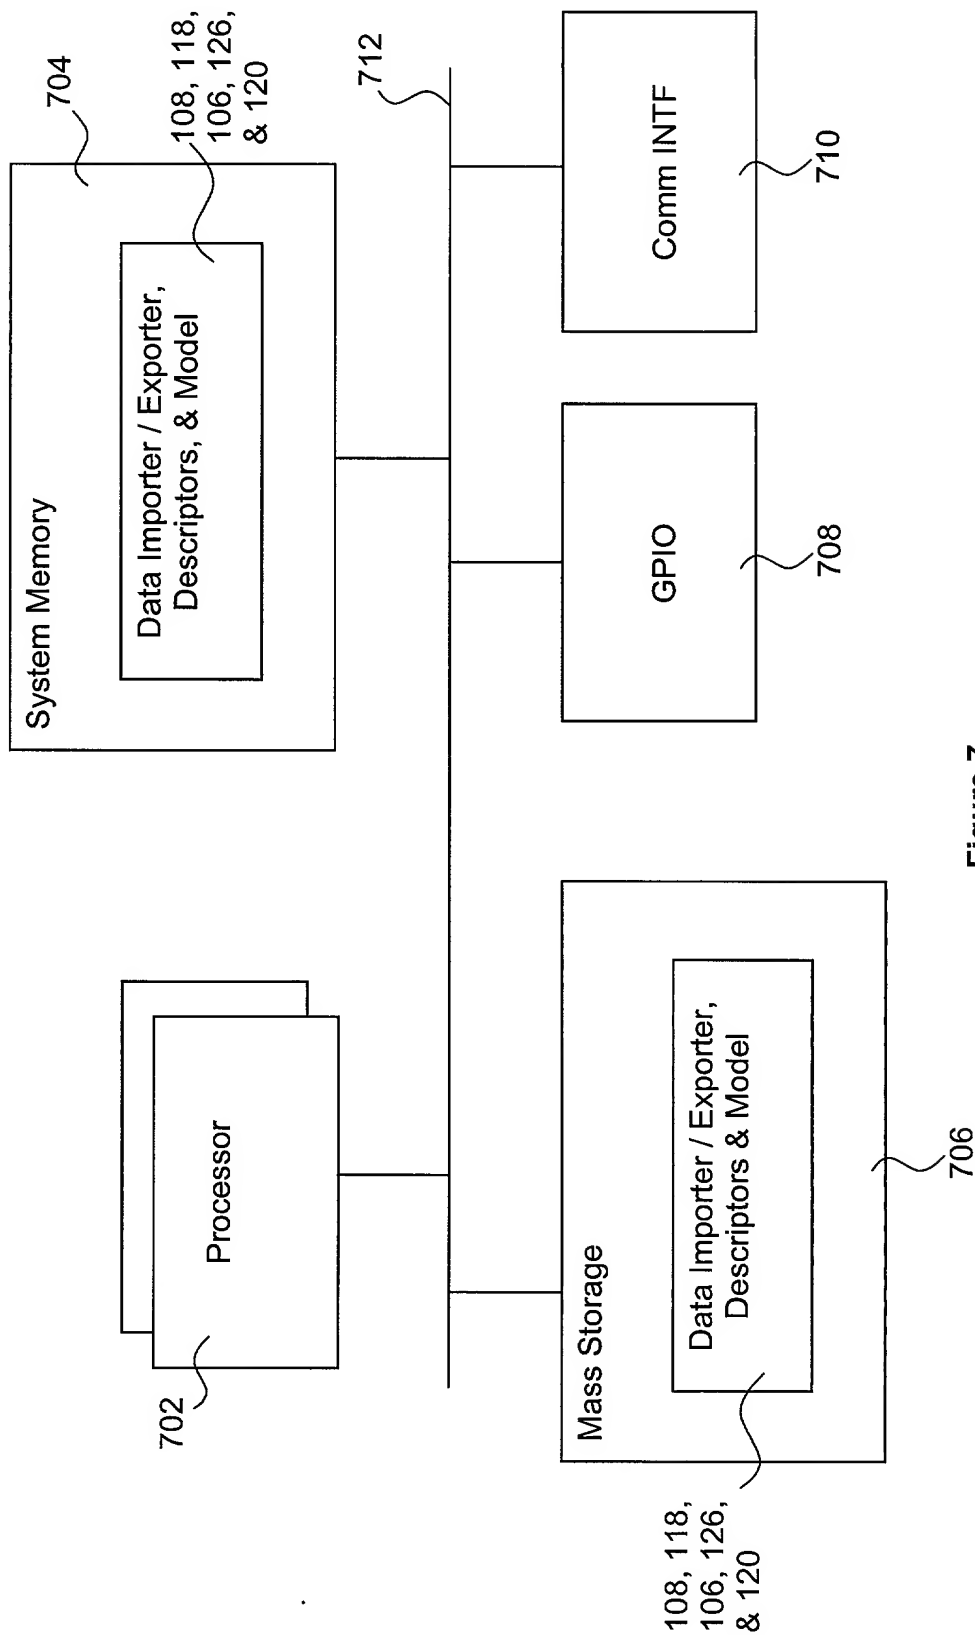 702
Processor
System Memory
704
Data Importer / Exporter,
Descriptors, & Model
108, 118,
106, 126,
& 120
712
Mass Storage
Data Importer / Exporter,
Descriptors & Model
108, 118,
106, 126,
& 120
706
GPIO
708
Comm INTF
710
Figure 7